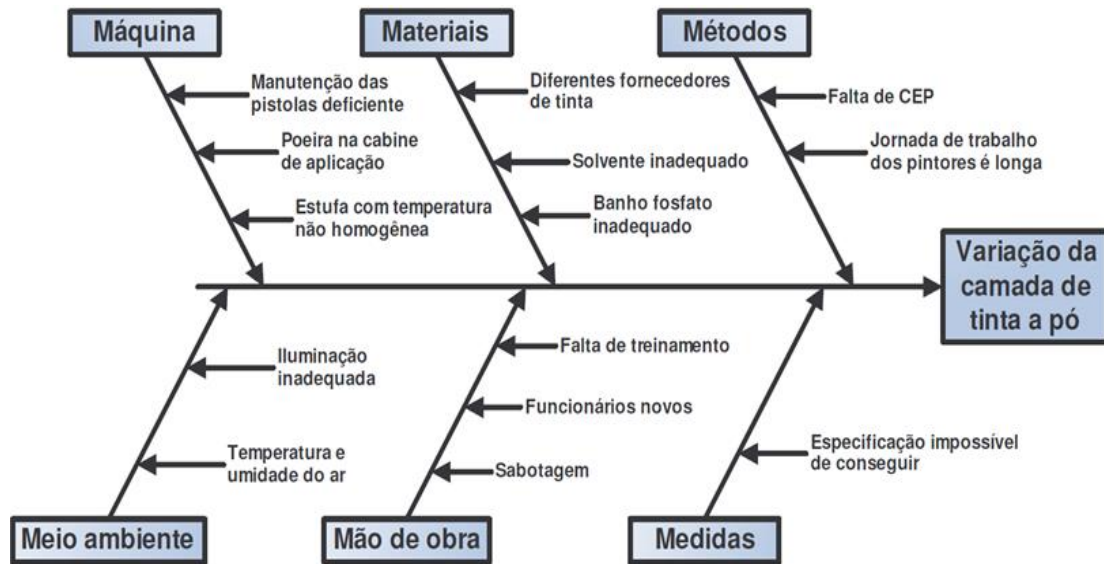 Máquina
Materiais
Métodos
Manutenção das
pistolas deficiente
Poeira na cabine
de aplicação
Estufa com temperatura
não homogênea
Diferentes fornecedores
de tinta
Solvente inadequado
Banho fosfato
inadequado
Falta de CEP
Jornada de trabalho
dos pintores é longa
Variação da
camada de
tinta a pó
Iluminação
inadequada
Temperatura e
umidade do ar
Falta de treinamento
Funcionários novos
Sabotagem
Especificação impossível
de conseguir
Meio ambiente
Mão de obra
Medidas